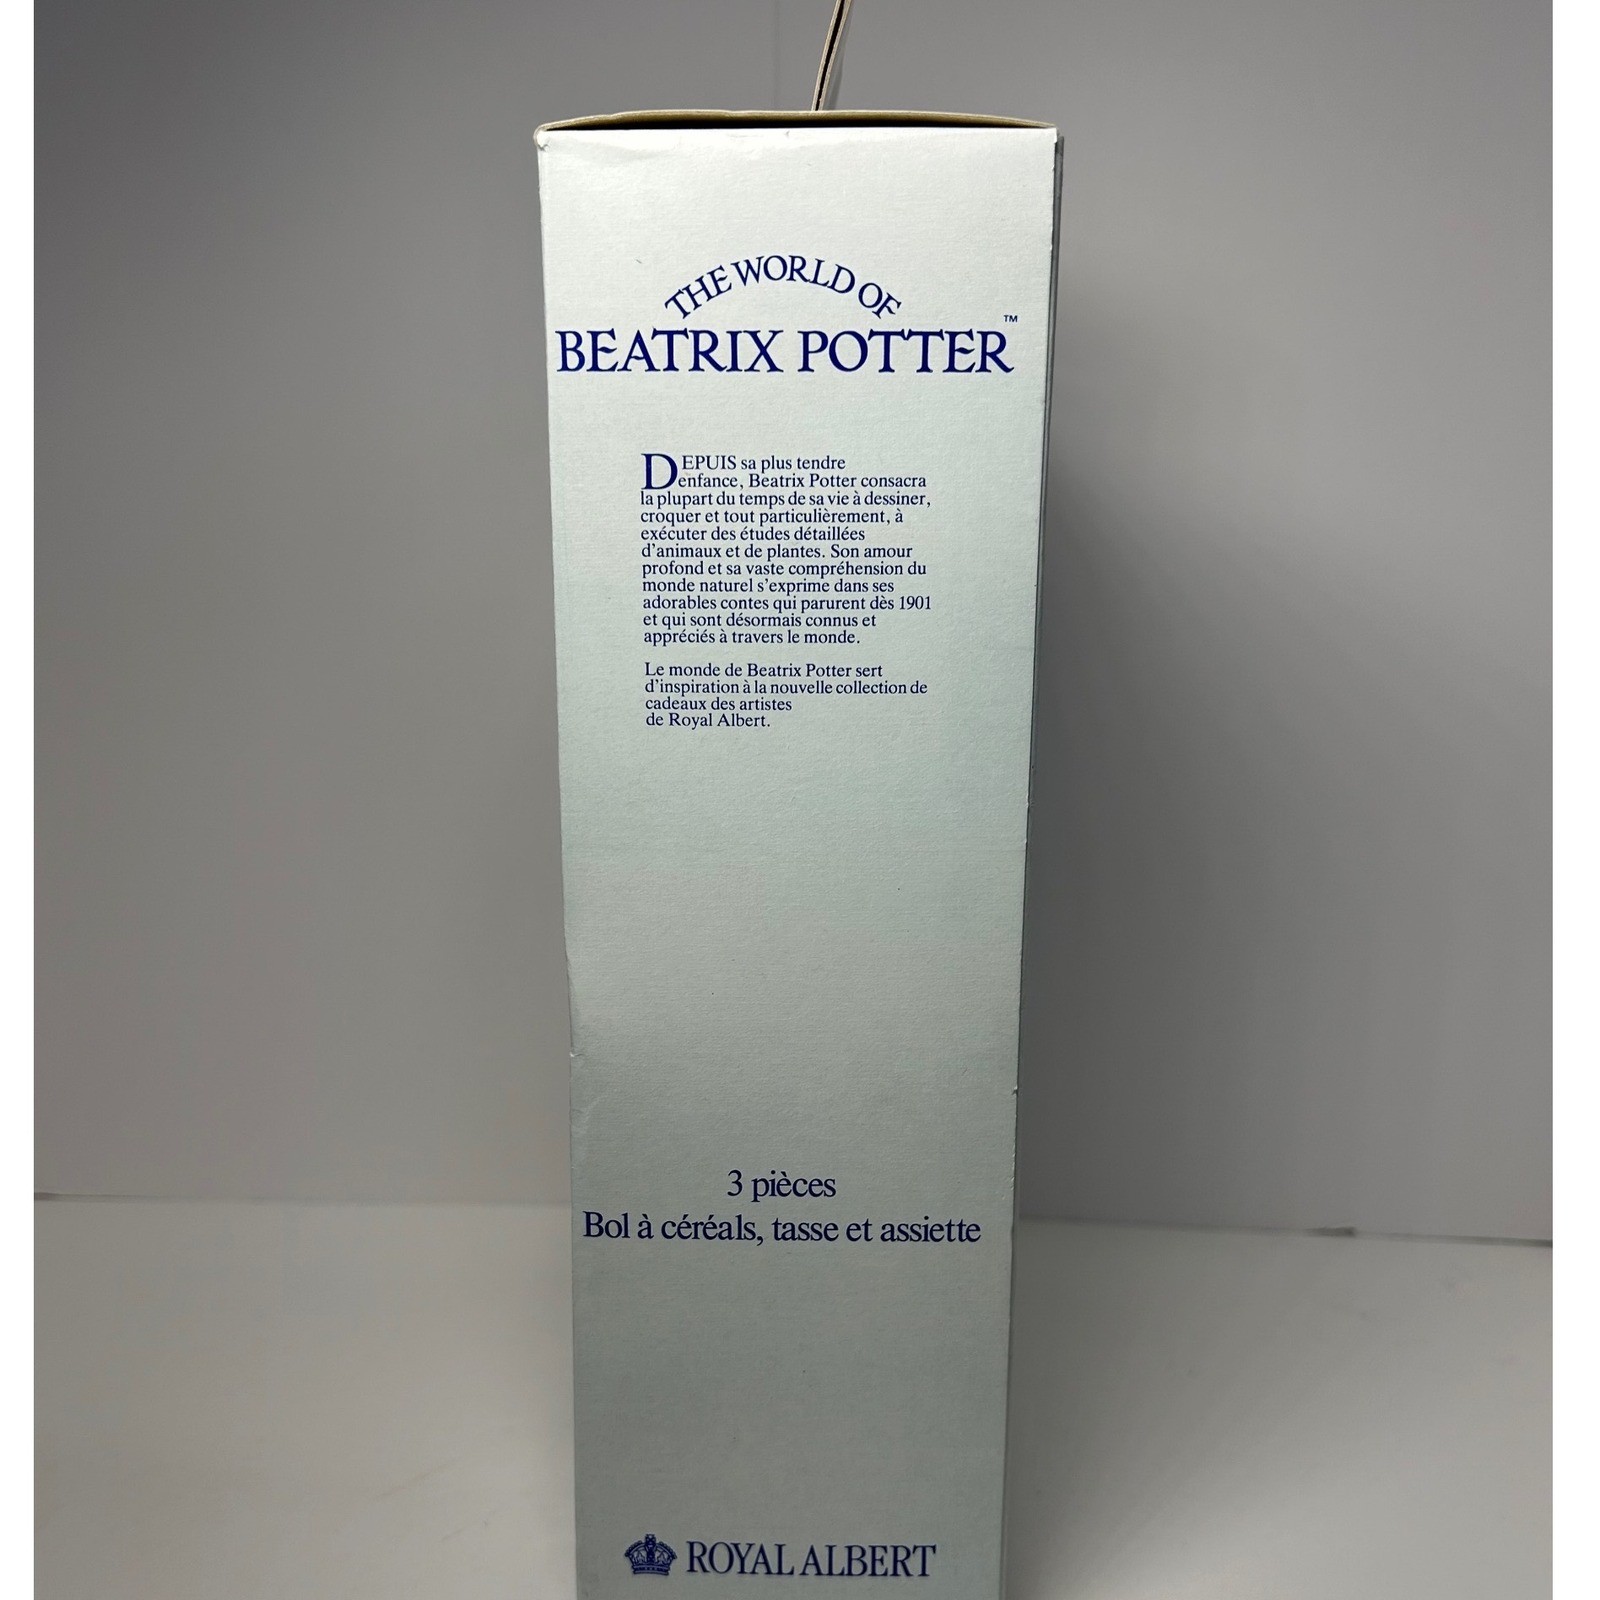 THE WORLD OF
BEATRIX POTTER™
DEPUIS sa plus tendre
enfance, Beatrix Potter consacra
la plupart du temps de sa vie à dessiner,
croquer et tout particulièrement, à
exécuter des études détaillées
d'animaux et de plantes. Son amour
profond et sa vaste compréhension du
monde naturel s'exprime dans ses
adorables contes qui parurent dès 1901
et qui sont désormais connus et
appréciés à travers le monde.
Le monde de Beatrix Potter sert
d'inspiration à la nouvelle collection de
cadeaux des artistes
de Royal Albert.
3 pièces
Bol à céréals, tasse et assiette
ROYAL ALBERT